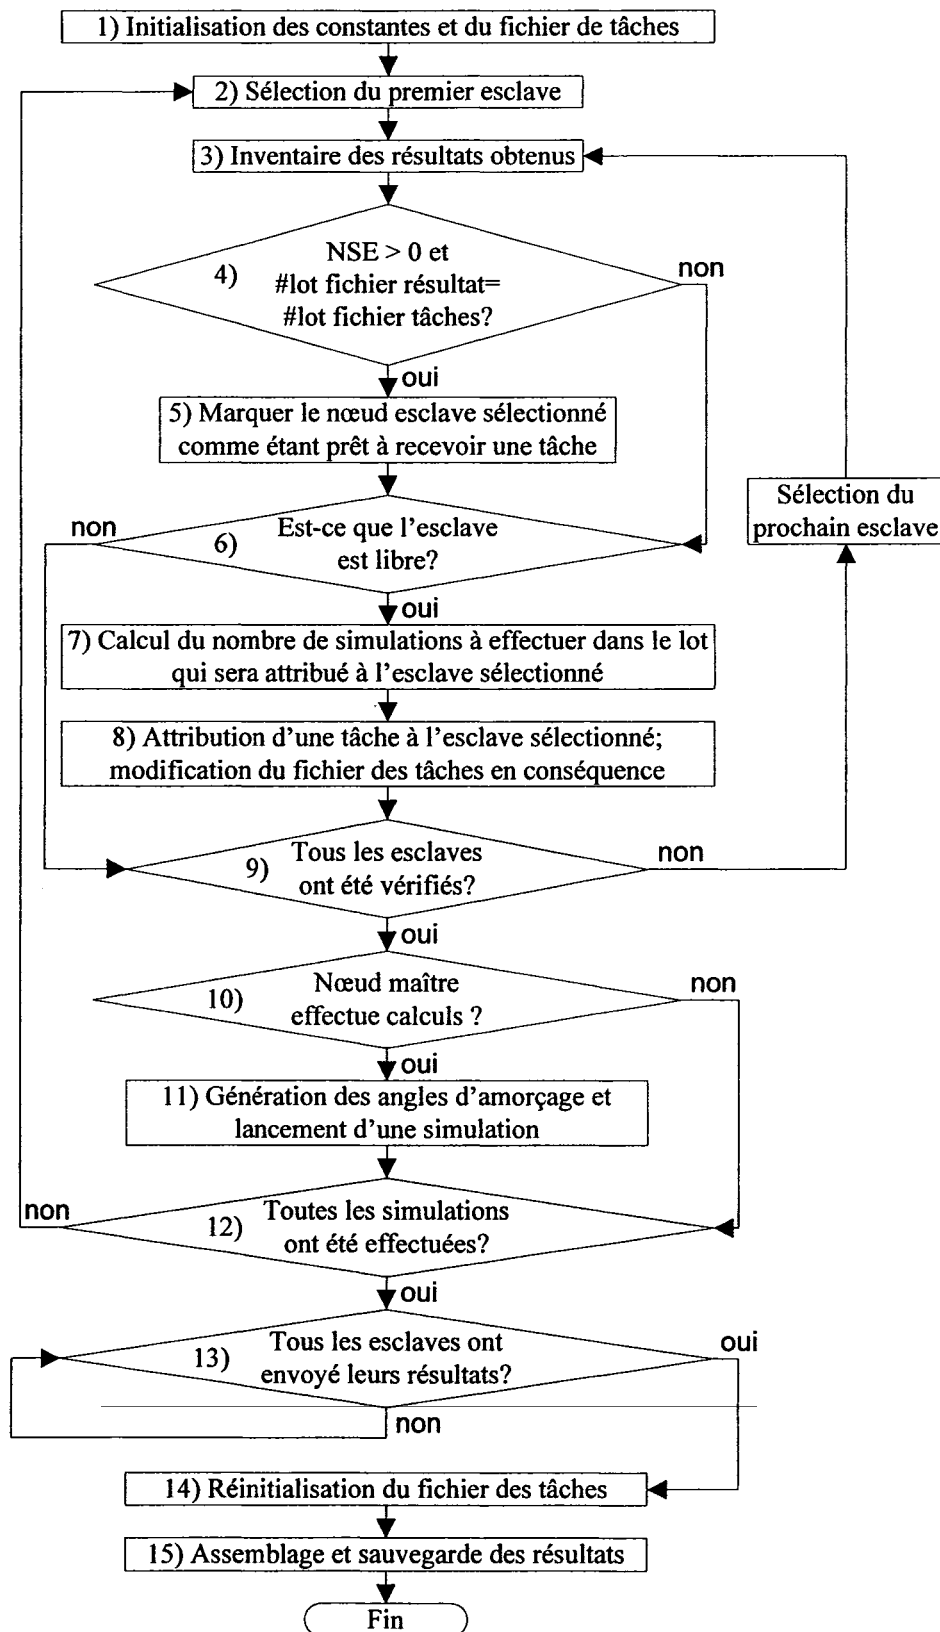 1) Initialisation des constantes et du fichier de tâches
2) Sélection du premier esclave
3) Inventaire des résultats obtenus
4)
NSE > 0 et
#lot fichier résultat=
#lot fichier tâches?
non
oui
5) Marquer le nœud esclave sélectionné
comme étant prêt à recevoir une tâche
Sélection du
prochain esclave
non
6)
Est-ce que l'esclave
est libre?
oui
7) Calcul du nombre de simulations à effectuer dans le lot
qui sera attribué à l'esclave sélectionné
8) Attribution d'une tâche à l'esclave sélectionné;
modification du fichier des tâches en conséquence
9)
Tous les esclaves
ont été vérifiés?
non
oui
10)
Nœud maître
effectue calculs ?
non
oui
11) Génération des angles d'amorçage et
lancement d'une simulation
non
12)
Toutes les simulations
ont été effectuées?
oui
13)
Tous les esclaves ont
envoyé leurs résultats?
oui
non
14) Réinitialisation du fichier des tâches
15) Assemblage et sauvegarde des résultats
Fin